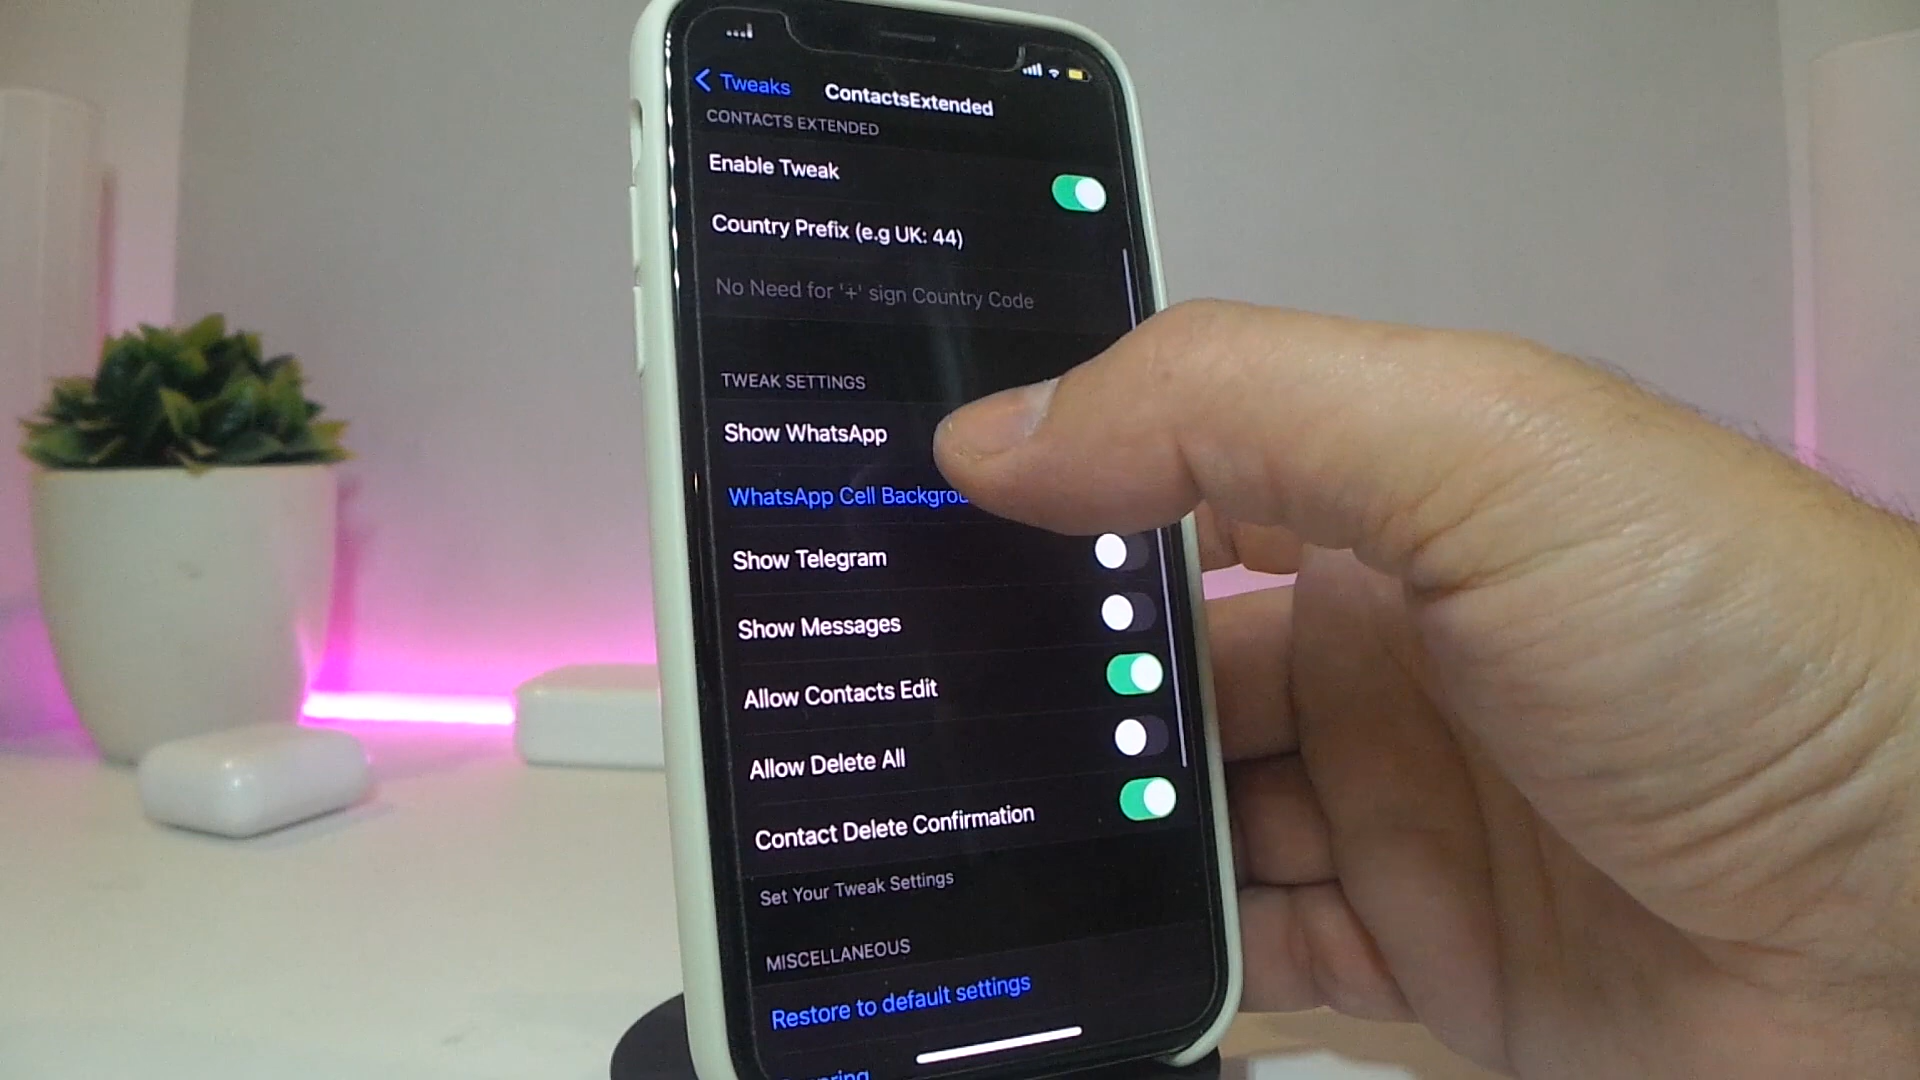 Tweaks
ContactsExtended
CONTACTS EXTENDED
Enable Tweak
Country Prefix (e.g UK: 44)
No Need for '+' sign Country Code
TWEAK SETTINGS
Show WhatsApp
WhatsApp Cell
Show Telegram
Show Messages
Allow Contacts Edit
Allow Delete All
Contact Delete Confirmation
Set Your Tweak Settings
MISCELLANEOUS
Restore to default settings